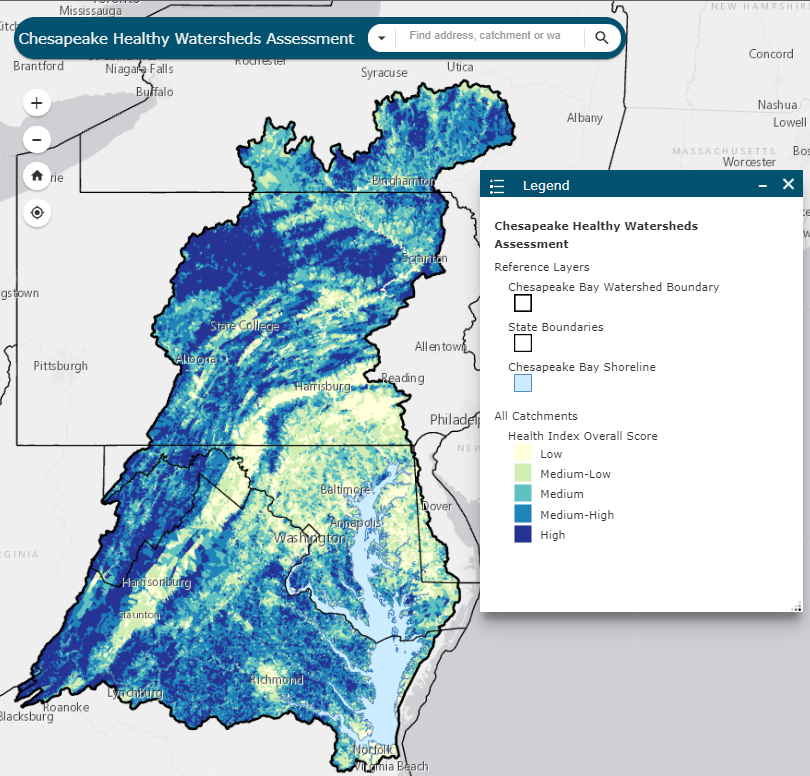 Toronto
Mississauga
NEW HAMPSHIRE
Chesapeake Healthy Watersheds Assessment
Find address, catchment or wa
Brantford
Niagara Falls
Rochester
Syracuse
Utica
Concord
Buffalo
Albany
Nashua
Lowell
MASSACHUSETTS
Bos
Worcester
rie
Binghamton
Legend
Chesapeake Healthy Watersheds
Assessment
Reference Layers
Chesapeake Bay Watershed Boundary
State Boundaries
Chesapeake Bay Shoreline
All Catchments
Health Index Overall Score
Low
Medium-Low
Medium
Medium-High
High
Scranton
gstown
State College
Allentown
Altoona
Pittsburgh
Reading
Harrisburg
Philadelp
NEW
Baltimore
Dover
Annapolis
Washington
RGINIA
Harrisonburg
Staunton
Richmond
Lynchburg
Roanoke
Blacksburg
Norfolk
Virginia Beach